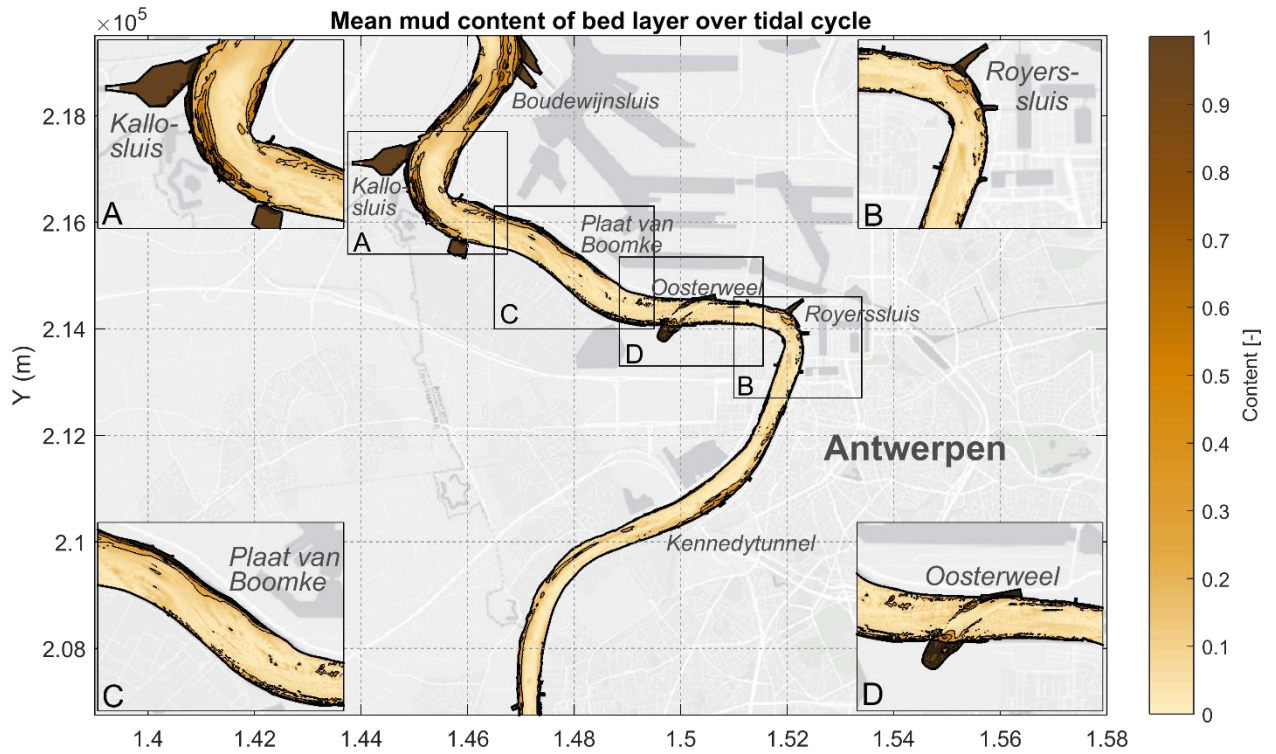 Mean mud content of bed layer over tidal cycle
×10⁵
2.18
2.16
2.14
2.12
2.1
2.08
Y (m)
1.4
1.42
1.44
1.46
1.48
1.5
1.52
1.54
1.56
1.58
Kallo-
sluis
A
Boudewijnsluis
Kallo-
sluis
A
Plaat van
Boomke
C
Oosterweel
D
Royerssluis
B
Royers-
sluis
B
Antwerpen
Kennedytunnel
Plaat van
Boomke
C
Oosterweel
D
1
0.9
0.8
0.7
0.6
0.5
0.4
0.3
0.2
0.1
0
Content [-]